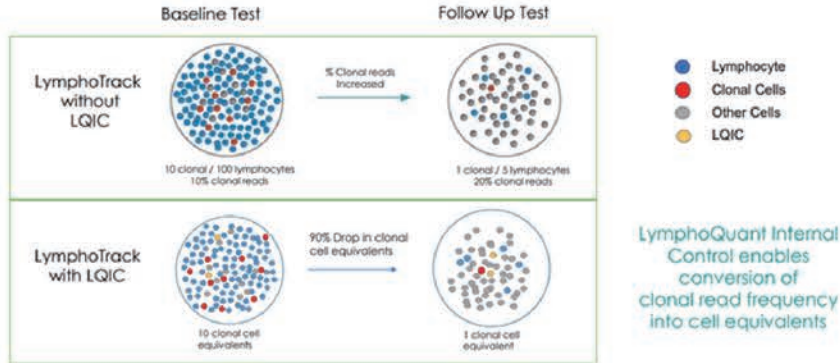 Baseline Test
Follow Up Test
LymphoTrack
without
LQIC
% Clonal reads
Increased
10 clonal / 100 lymphocytes
10% clonal reads
1 clonal / 5 lymphocytes
20% clonal reads
Lymphocyte
Clonal Cells
Other Cells
LQIC
LymphoTrack
with LQIC
90% Drop in clonal
cell equivalents
10 clonal cell
equivalents
1 clonal cell
equivalent
LymphoQuant Internal
Control enables
conversion of
clonal read frequency
into cell equivalents